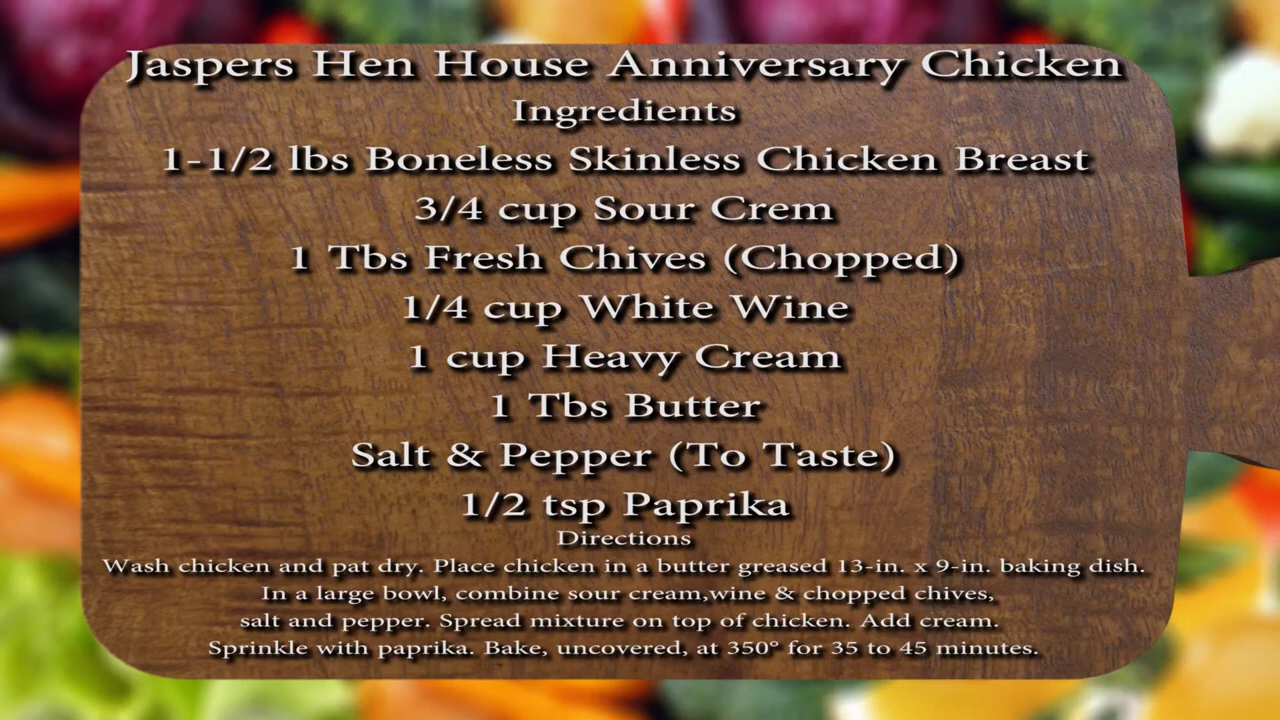 Jaspers Hen House Anniversary Chicken
Ingredients
1-1/2 lbs Boneless Skinless Chicken Breast
3/4 cup Sour Crem
1 Tbs Fresh Chives (Chopped)
1/4 cup White Wine
1 cup Heavy Cream
1 Tbs Butter
Salt & Pepper (To Taste)
1/2 tsp Paprika
Directions
Wash chicken and pat dry. Place chicken in a butter greased 13-in. x 9-in. baking dish.
In a large bowl, combine sour cream,wine & chopped chives,
salt and pepper. Spread mixture on top of chicken. Add cream.
Sprinkle with paprika. Bake, uncovered, at 350° for 35 to 45 minutes.